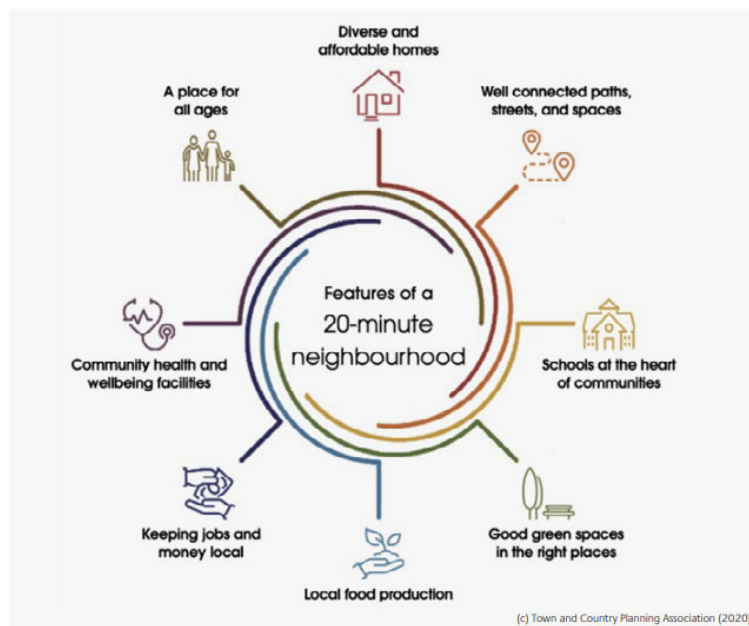 Diverse and
affordable homes
A place for
all ages
Well connected paths,
streets, and spaces
Features of a
20-minute
neighbourhood
Community health and
wellbeing facilities
Schools at the heart
of communities
Keeping jobs and
money local
Good green spaces
in the right places
Local food production
(c) Town and Country Planning Association (2020)